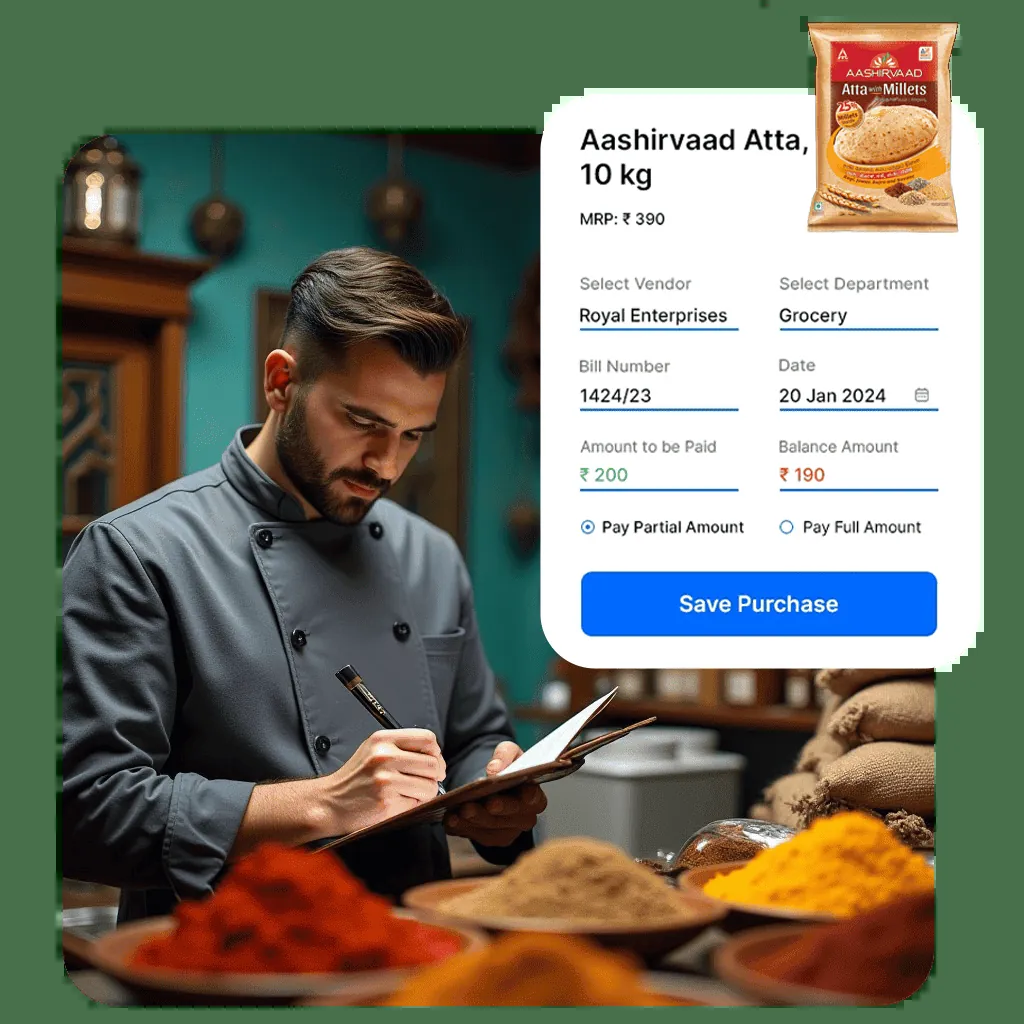 AASHIRVAAD
Atta with Millets
25%
Millets
Aashirvaad Atta,
10 kg
MRP: ₹ 390
Select Vendor
Select Department
Royal Enterprises
Grocery
Bill Number
Date
1424/23
20 Jan 2024
Amount to be Paid
Balance Amount
₹ 200
₹ 190
Pay Partial Amount
Pay Full Amount
Save Purchase